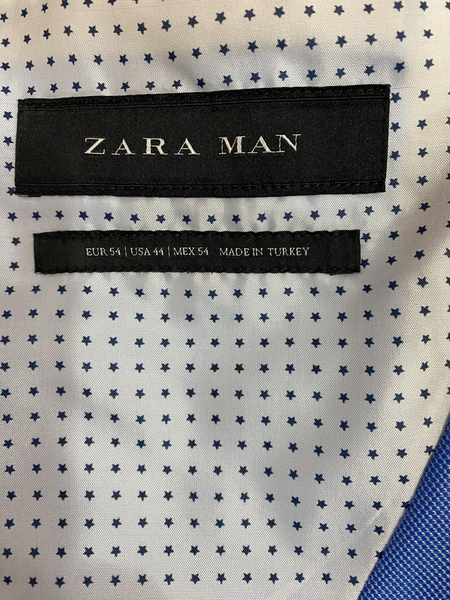 ZARA MAN
EUR 54 | USA 44 | MEX 54 MADE IN TURKEY